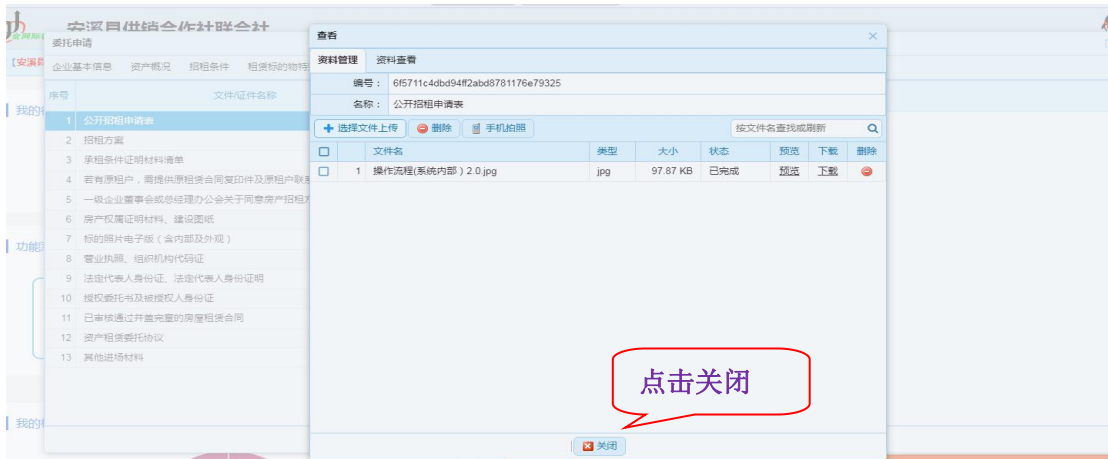 安溪县供销合作社联合社
[安溪县
我的
功能
我的
委托申请
企业基本信息 资产概况 招租条件 租赁标的物特
序号 文件/证件名称
1 公开招租申请表
2 招租方案
3 承租条件证明材料清单
4 若有原租户，需提供原租赁合同复印件及原租户联系
5 一级企业董事会或总经理办公会关于同意房产招租方
6 房产权属证明材料、建设图纸
7 标的照片电子版（含内部及外观）
8 营业执照、组织机构代码证
9 法定代表人身份证、法定代表人身份证明
10 授权委托书及被授权人身份证
11 已审核通过并盖完章的房屋租赁合同
12 资产租赁委托协议
13 其他进场材料
查看
资料管理 资料查看
编号： 6f5711c4dbd94ff2abd8781176e79325
名称： 公开招租申请表
选择文件上传 删除 手机拍照 按文件名查找或刷新
文件名 类型 大小 状态 预览 下载 删除
1 操作流程(系统内部）2.0.jpg jpg 97.87 KB 已完成 预览 下载
点击关闭
关闭